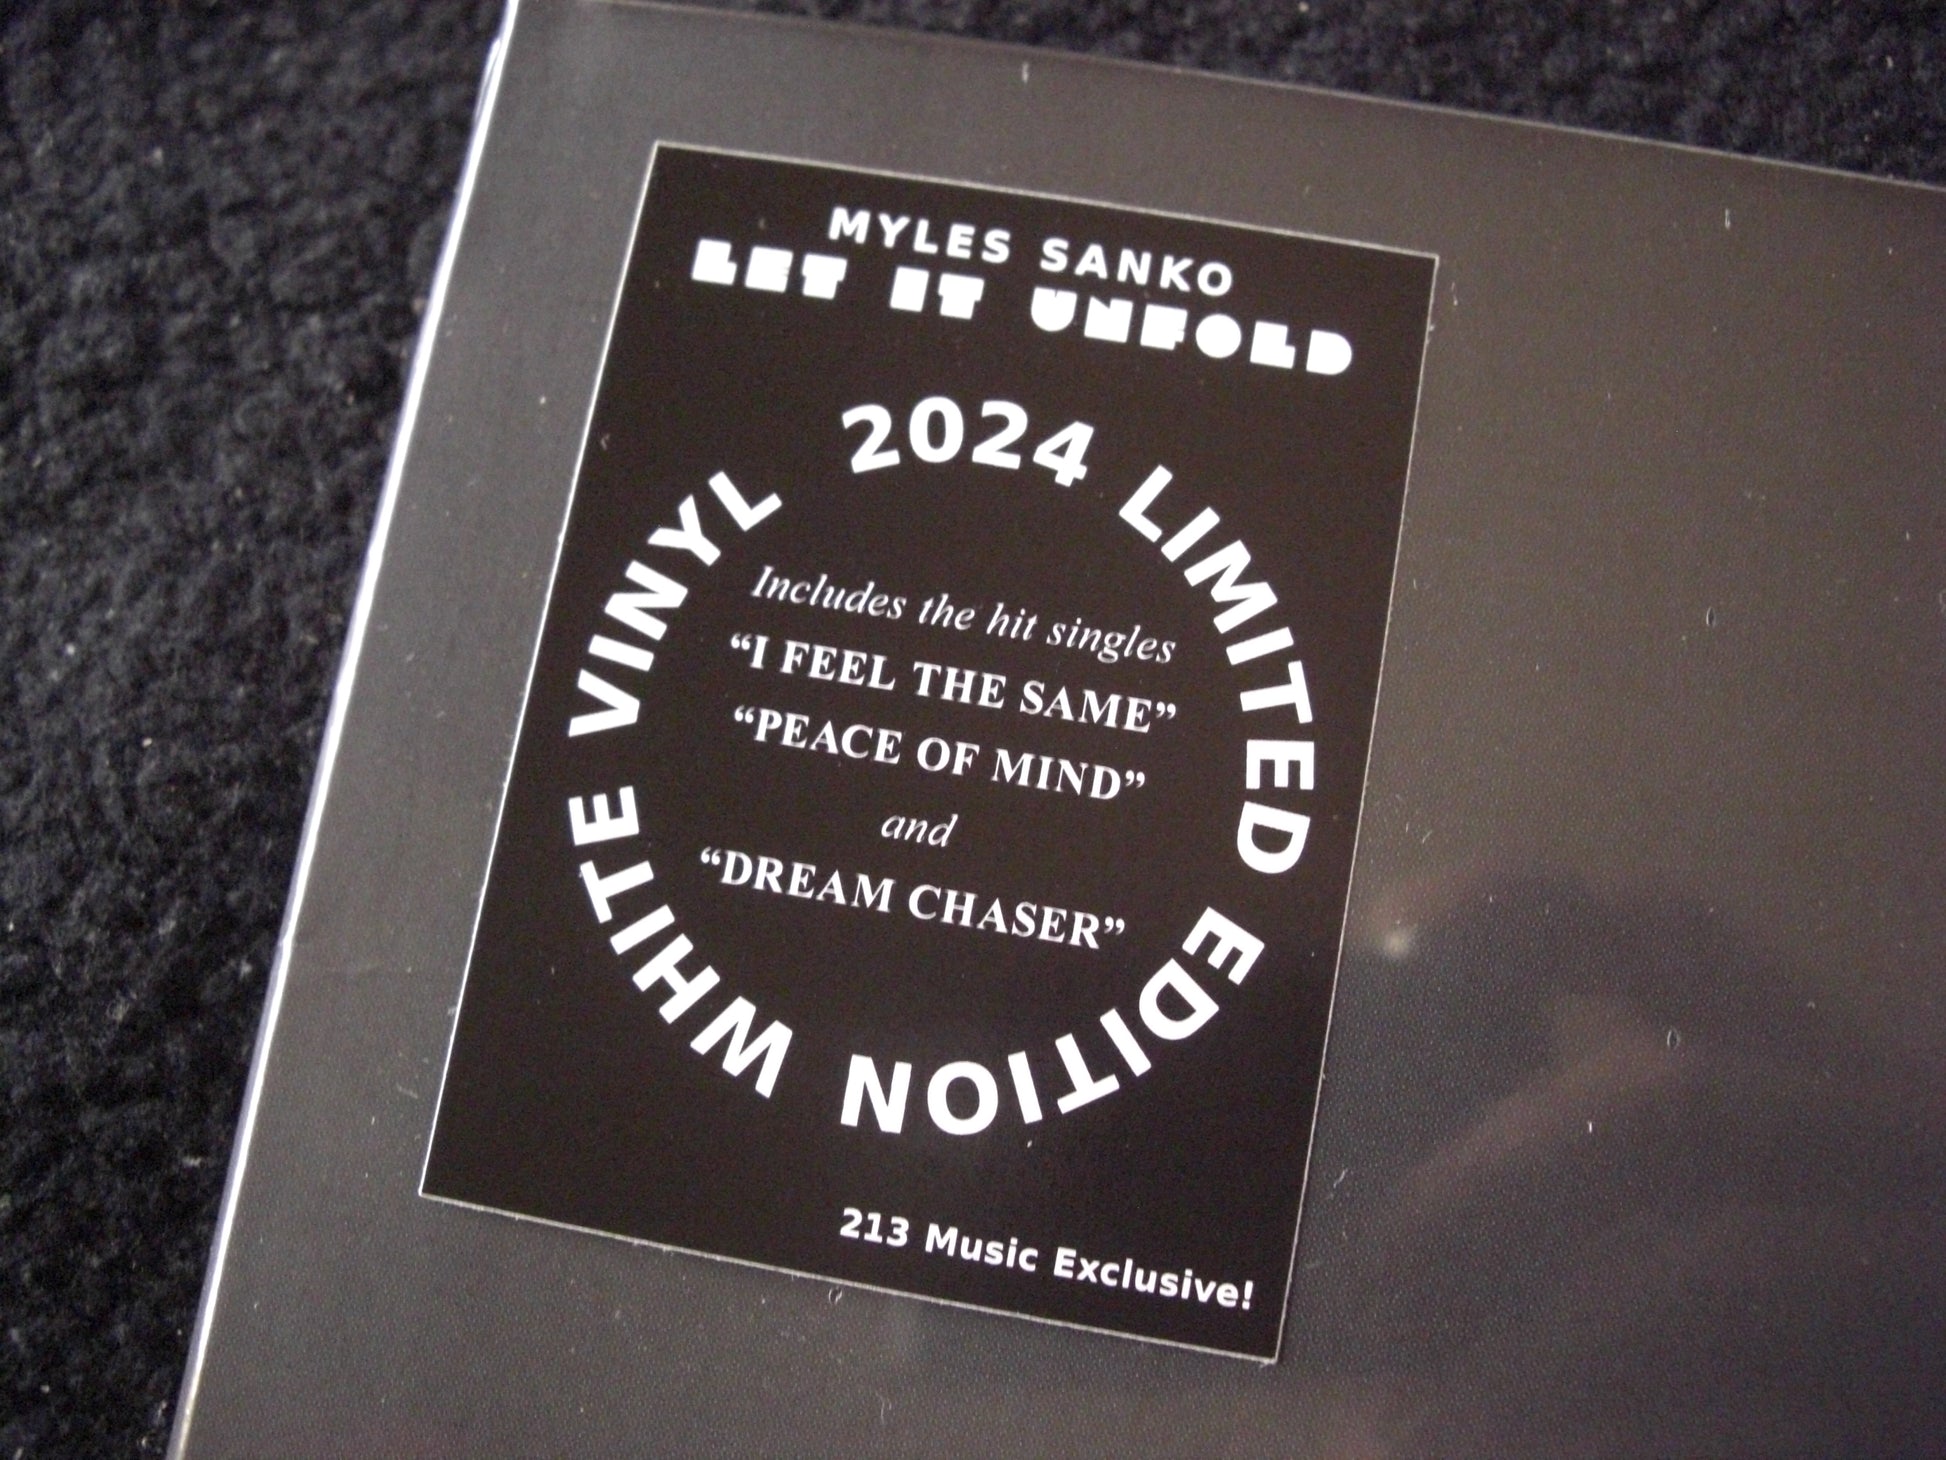 MYLES SANKO
LET IT UNFOLD
2024 LIMITED EDITION WHITE VINYL
Includes the hit singles
“I FEEL THE SAME”
“PEACE OF MIND”
and
“DREAM CHASER”
213 Music Exclusive!